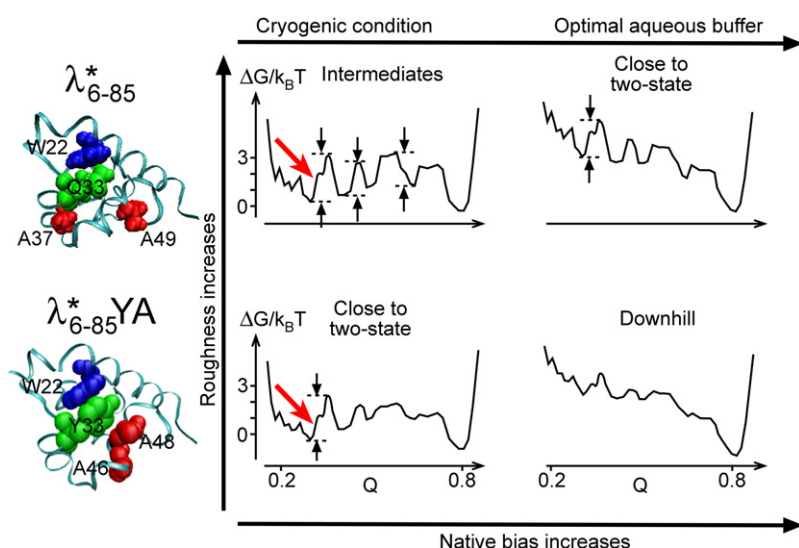 Cryogenic condition
Optimal aqueous buffer
λ*6-85
W22
Q33
A37
A49
Roughness increases
ΔG/kBT
Intermediates
3
0
Close to
two-state
λ*6-85YA
W22
Y33
A48
A46
ΔG/kBT
Close to
two-state
3
0
0.2
Q
0.8
Downhill
0.2
Q
0.8
Native bias increases